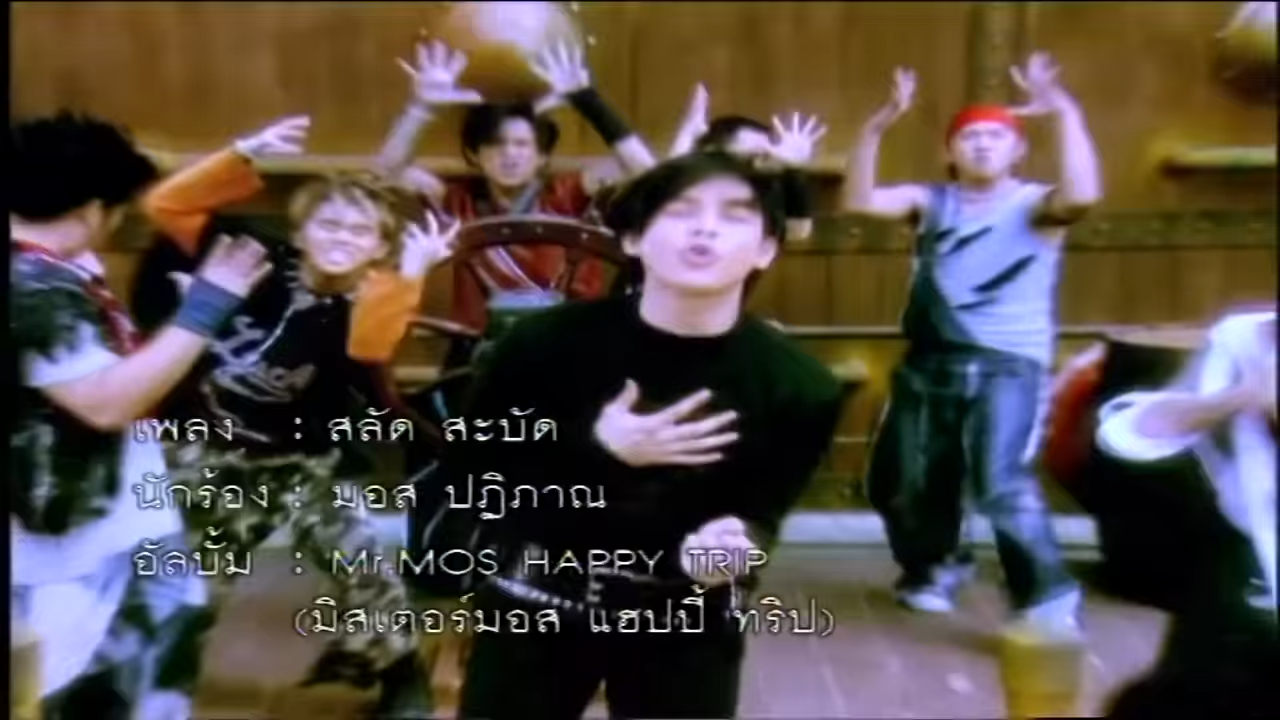 เพลง : สลัด สะบัด
นักร้อง : มอส ปฏิภาณ
อัลบั้ม : Mr.MOS HAPPY TRIP
(มิสเตอร์มอส แฮปปี้ ทริป)